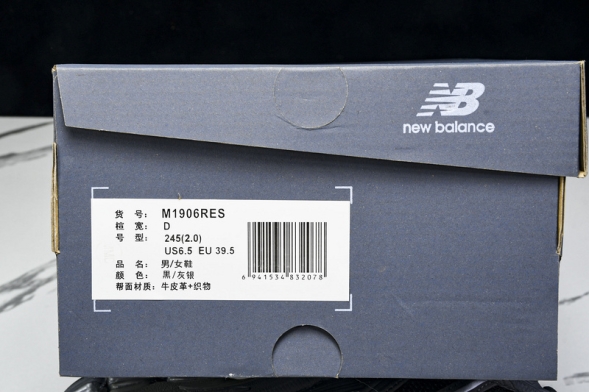 NB
new balance
货 号: M1906RES
楦 宽: D
号 型: 245(2.0)
US6.5 EU 39.5
品 名: 男/女鞋
颜 色: 黑/灰银
帮面材质: 牛皮革+织物
6 941534 832078